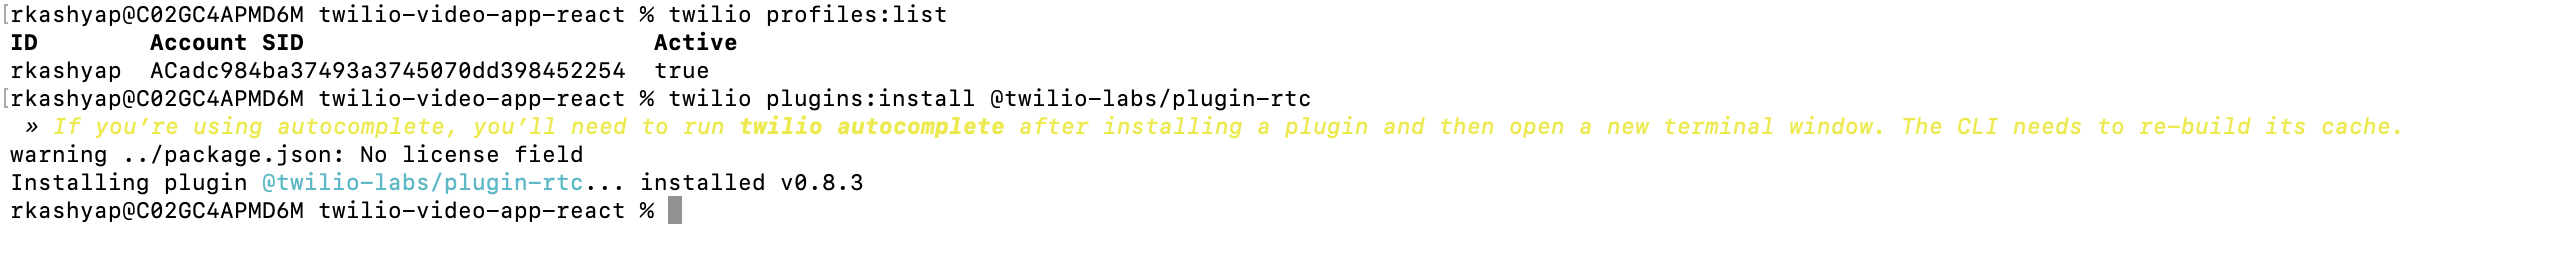 [rkashyap@C02GC4APMD6M twilio-video-app-react % twilio profiles:list
ID        Account SID                         Active
rkashyap  ACadc984ba37493a3745070dd398452254  true
[rkashyap@C02GC4APMD6M twilio-video-app-react % twilio plugins:install @twilio-labs/plugin-rtc
 » If you’re using autocomplete, you’ll need to run twilio autocomplete after installing a plugin and then open a new terminal window. The CLI needs to re-build its cache.
warning ../package.json: No license field
Installing plugin @twilio-labs/plugin-rtc... installed v0.8.3
rkashyap@C02GC4APMD6M twilio-video-app-react %